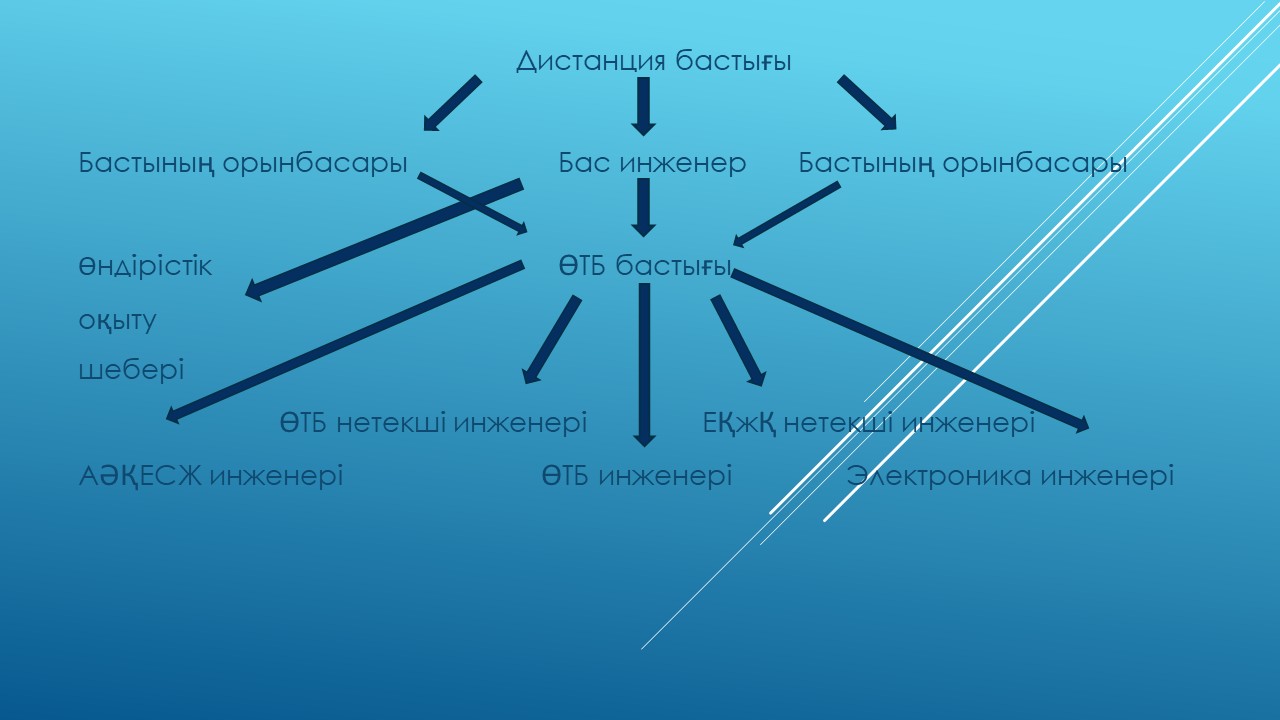 Дистанция бастығы
Бастының орынбасары Бас инженер Бастының орынбасары
Өндірістік ӨТБ бастығы
оқыту
шебері
ӨТБ нетекші инженері ЕҚжҚ нетекші инженері
АӘҚЕСЖ инженері ӨТБ инженері Электроника инженері